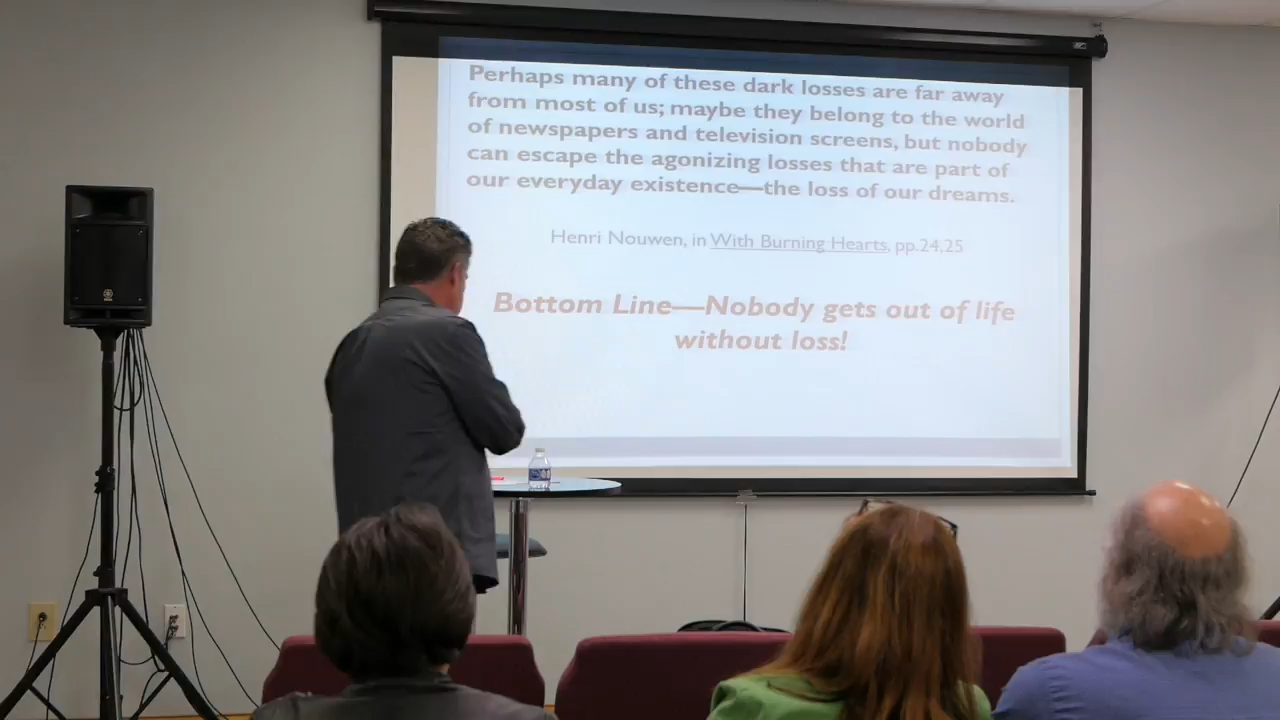 Perhaps many of these dark losses are far away
from most of us; maybe they belong to the world
of newspapers and television screens, but nobody
can escape the agonizing losses that are part of
our everyday existence—the loss of our dreams.
Henri Nouwen, in With Burning Hearts, pp.24,25
Bottom Line—Nobody gets out of life
without loss!